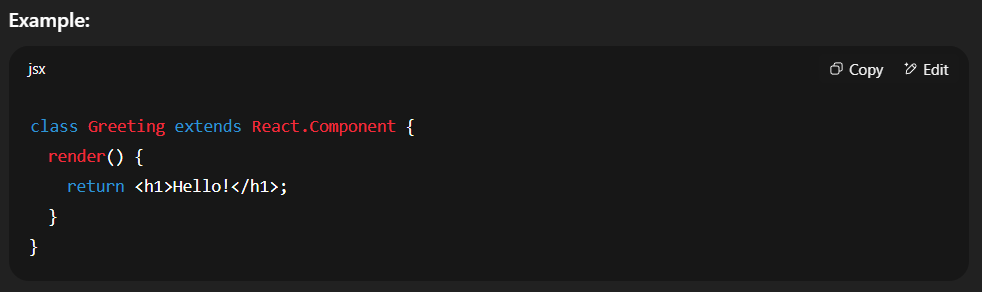 Example:
jsx
Copy
Edit
class Greeting extends React.Component {
  render() {
    return <h1>Hello!</h1>;
  }
}